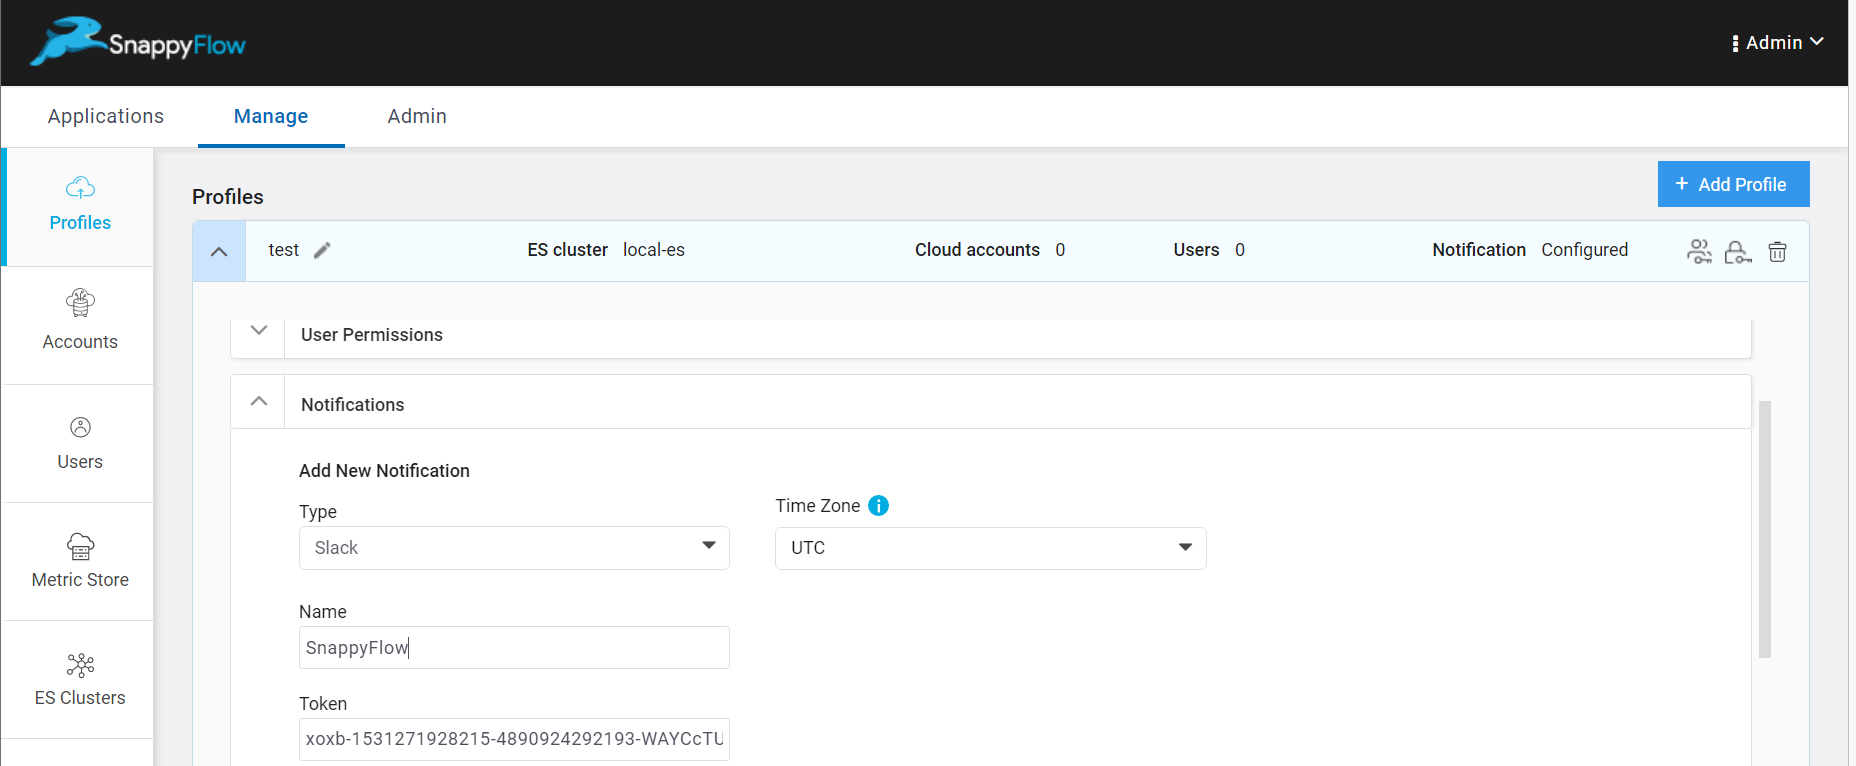 SnappyFlow
Admin
Applications Manage Admin
Profiles
Accounts
Users
Metric Store
ES Clusters
Profiles
+ Add Profile
test ES cluster local-es Cloud accounts 0 Users 0 Notification Configured
User Permissions
Notifications
Add New Notification
Type
Slack
Time Zone
UTC
Name
SnappyFlow
Token
xoxb-1531271928215-4890924292193-WAYCcTU